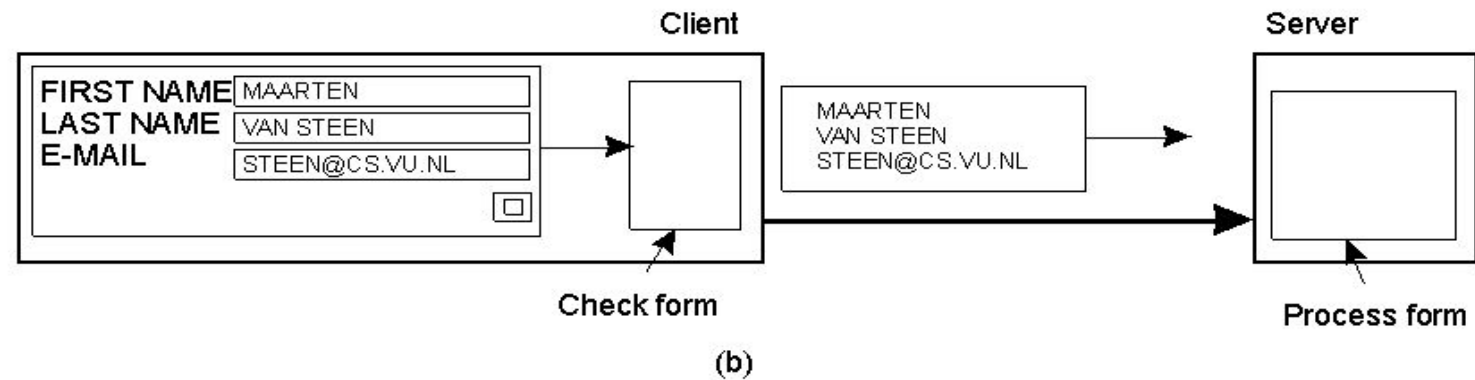 Client
Server
FIRST NAME MAARTEN
LAST NAME VAN STEEN
E-MAIL STEEN@CS.VU.NL
MAARTEN
VAN STEEN
STEEN@CS.VU.NL
Check form
Process form
(b)